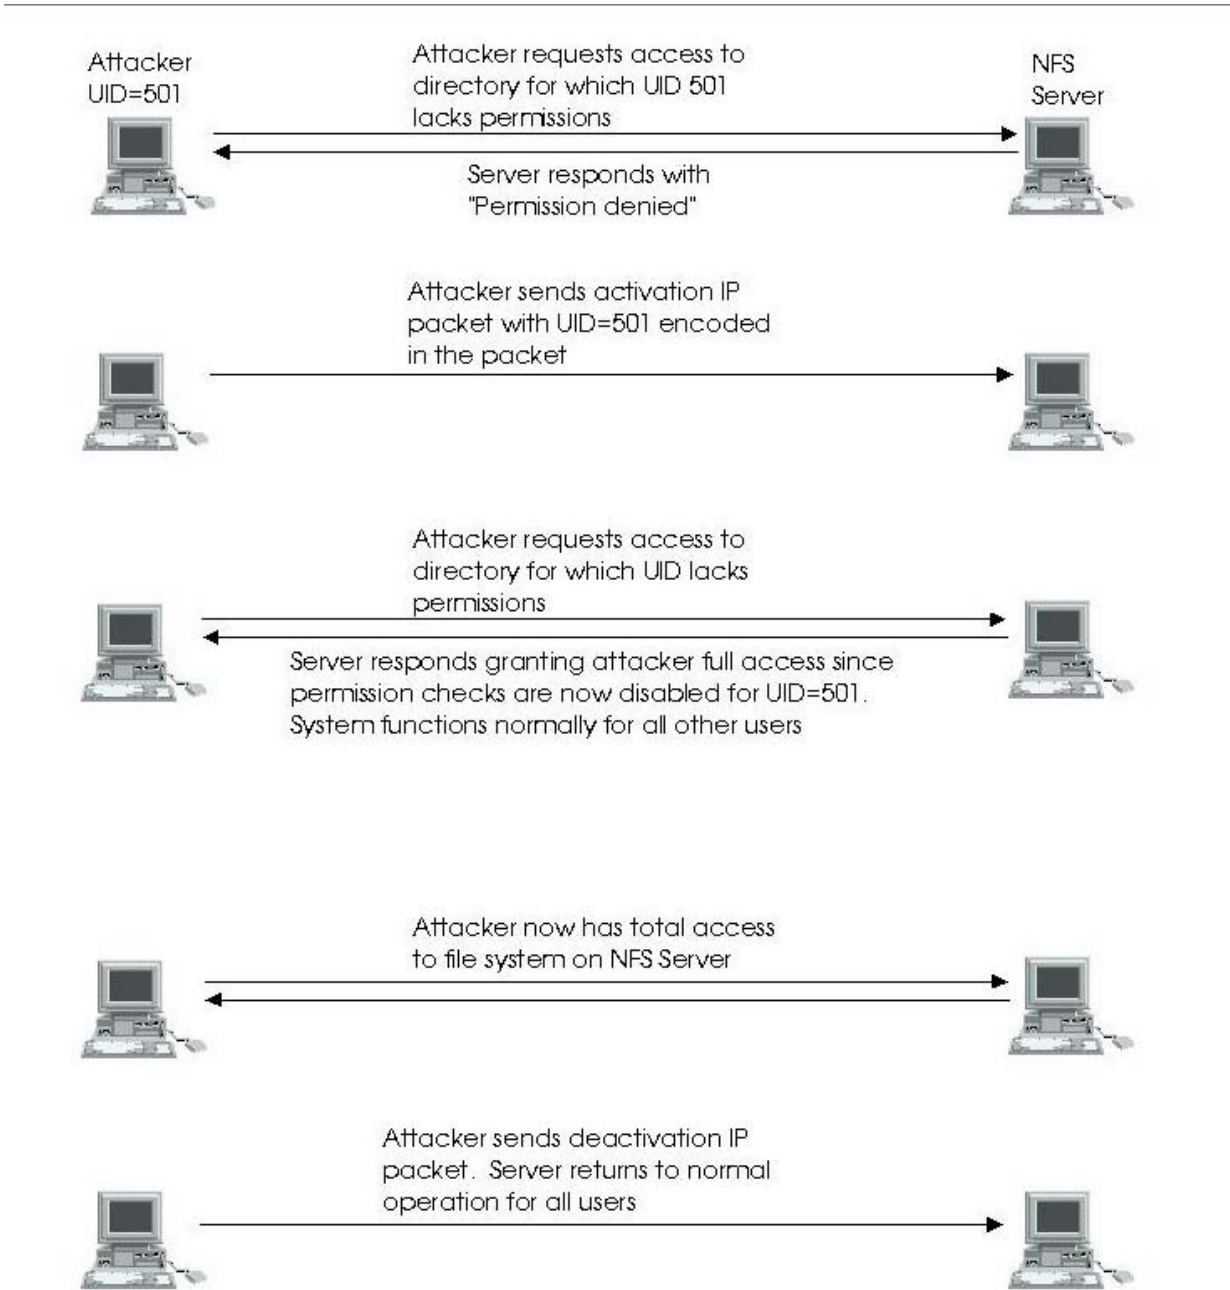 Attacker
UID=501
Attacker requests access to
directory for which UID 501
lacks permissions
NFS
Server
Server responds with
"Permission denied"
Attacker sends activation IP
packet with UID=501 encoded
in the packet
Attacker requests access to
directory for which UID lacks
permissions
Server responds granting attacker full access since
permission checks are now disabled for UID=501.
System functions normally for all other users
Attacker now has total access
to file system on NFS Server
Attacker sends deactivation IP
packet. Server returns to normal
operation for all users